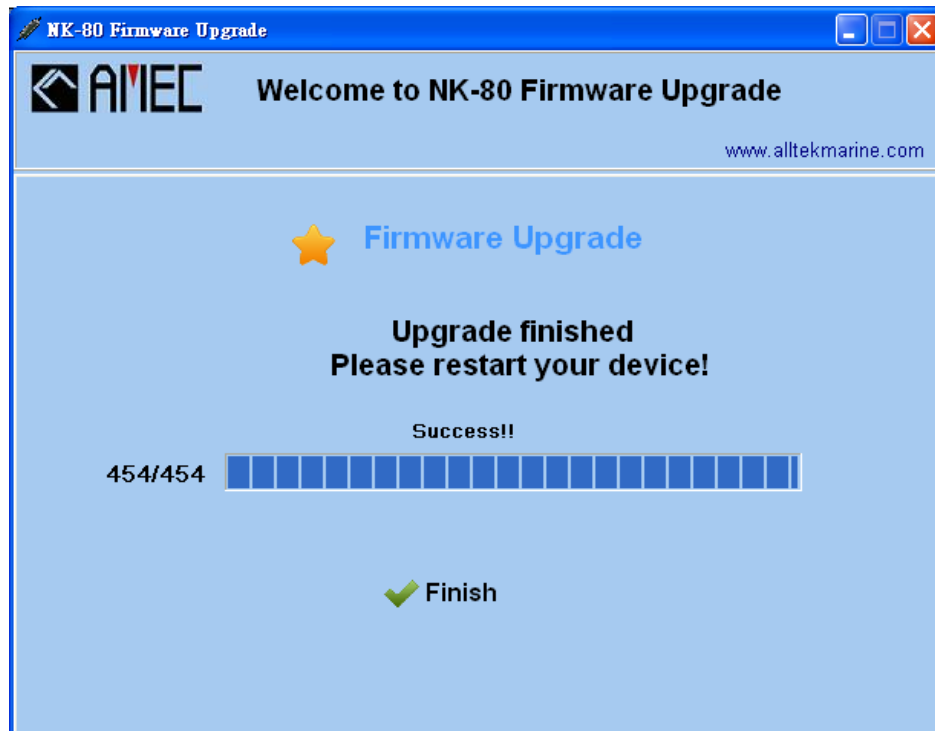 NK-80 Firmware Upgrade
AMEC
Welcome to NK-80 Firmware Upgrade
www.alltekmarine.com
Firmware Upgrade
Upgrade finished
Please restart your device!
Success!!
454/454
Finish